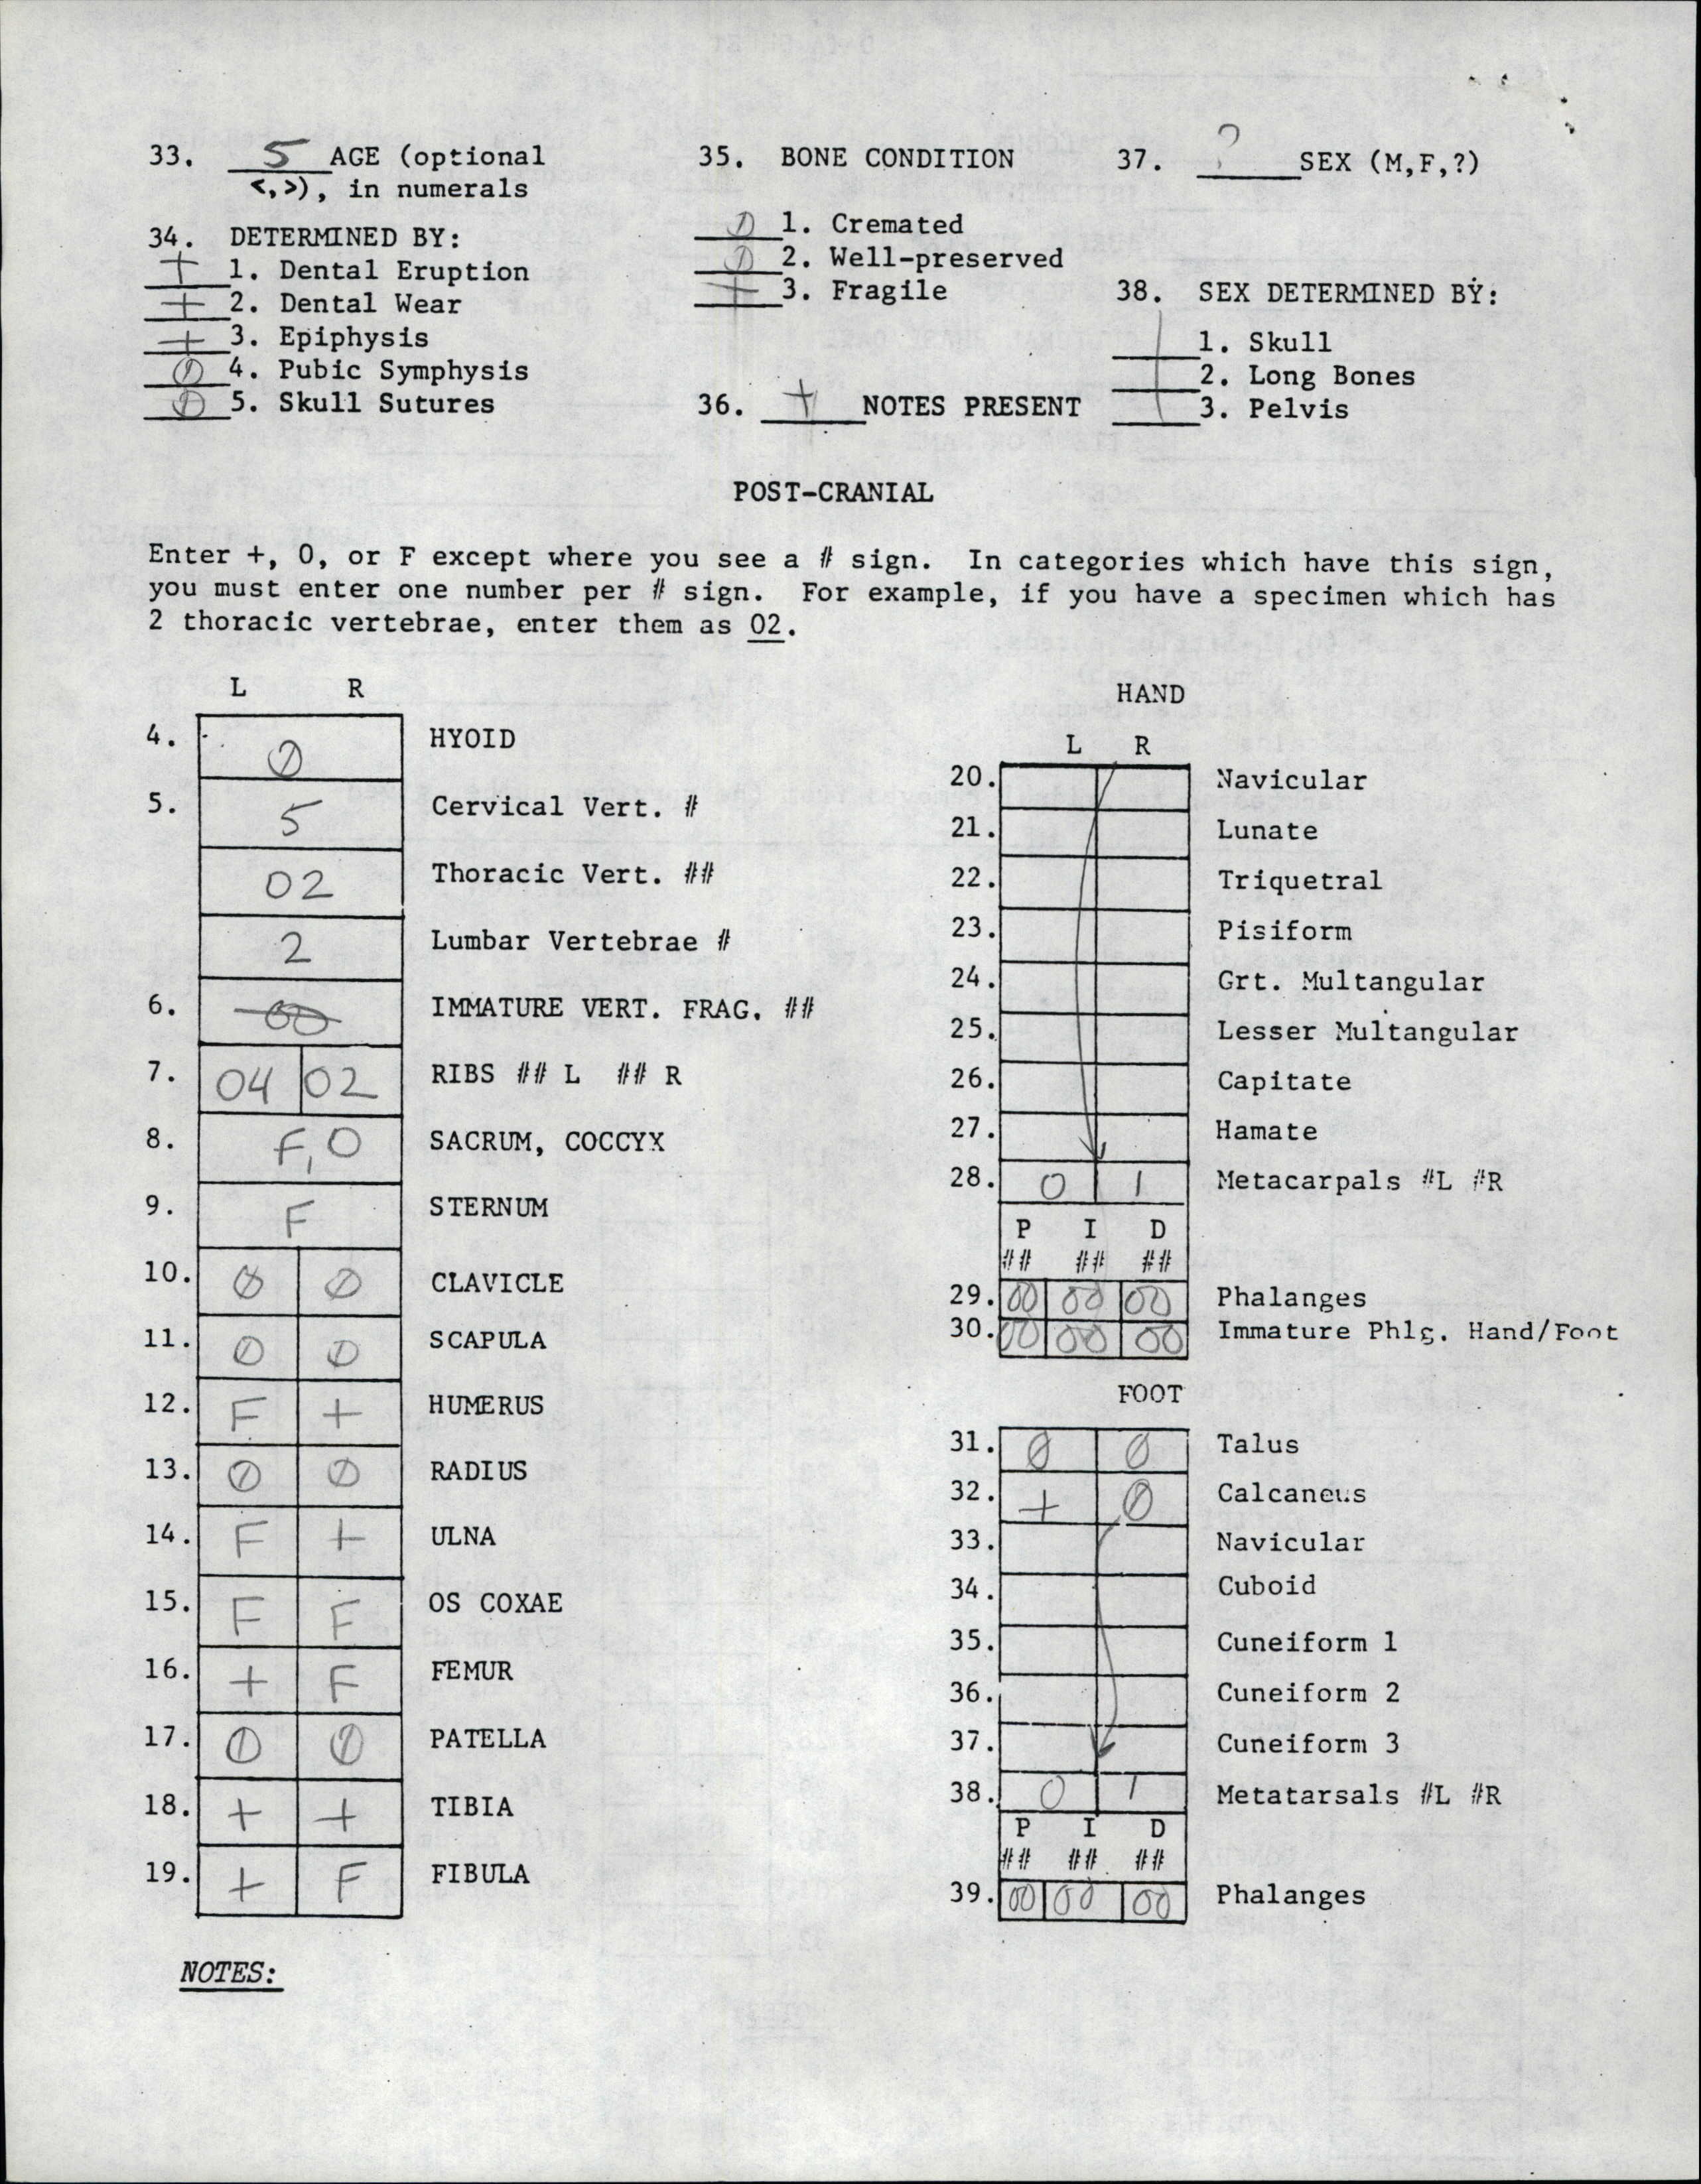 33. 5 AGE (optional
<,>), in numerals
34. DETERMINED BY:
+ 1. Dental Eruption
+ 2. Dental Wear
+ 3. Epiphysis
0 4. Pubic Symphysis
0 5. Skull Sutures
35. BONE CONDITION
0 1. Cremated
0 2. Well-preserved
+ 3. Fragile
36. + NOTES PRESENT
37. ? SEX (M,F,?)
38. SEX DETERMINED BY:
1. Skull
2. Long Bones
3. Pelvis
POST-CRANIAL
Enter +, 0, or F except where you see a # sign. In categories which have this sign,
you must enter one number per # sign. For example, if you have a specimen which has
2 thoracic vertebrae, enter them as 02.
L R
4. 0 HYOID
5. 5 Cervical Vert. #
02 Thoracic Vert. ##
2 Lumbar Vertebrae #
6. 00 IMMATURE VERT. FRAG. ##
7. 04 02 RIBS ## L ## R
8. F,0 SACRUM, COCCYX
9. F STERNUM
10. 0 0 CLAVICLE
11. 0 0 SCAPULA
12. F + HUMERUS
13. 0 0 RADIUS
14. F + ULNA
15. F F OS COXAE
16. + F FEMUR
17. 0 0 PATELLA
18. + + TIBIA
19. + F FIBULA
NOTES:
HAND
L R
20. Navicular
21. Lunate
22. Triquetral
23. Pisiform
24. Grt. Multangular
25. Lesser Multangular
26. Capitate
27. Hamate
28. 0 1 Metacarpals #L #R
P I D
## ## ##
29. 00 00 00 Phalanges
30. 00 00 00 Immature Phlg. Hand/Foot
FOOT
31. 0 0 Talus
32. + 0 Calcaneus
33. Navicular
34. Cuboid
35. Cuneiform 1
36. Cuneiform 2
37. Cuneiform 3
38. 0 1 Metatarsals #L #R
P I D
## ## ##
39. 00 00 00 Phalanges